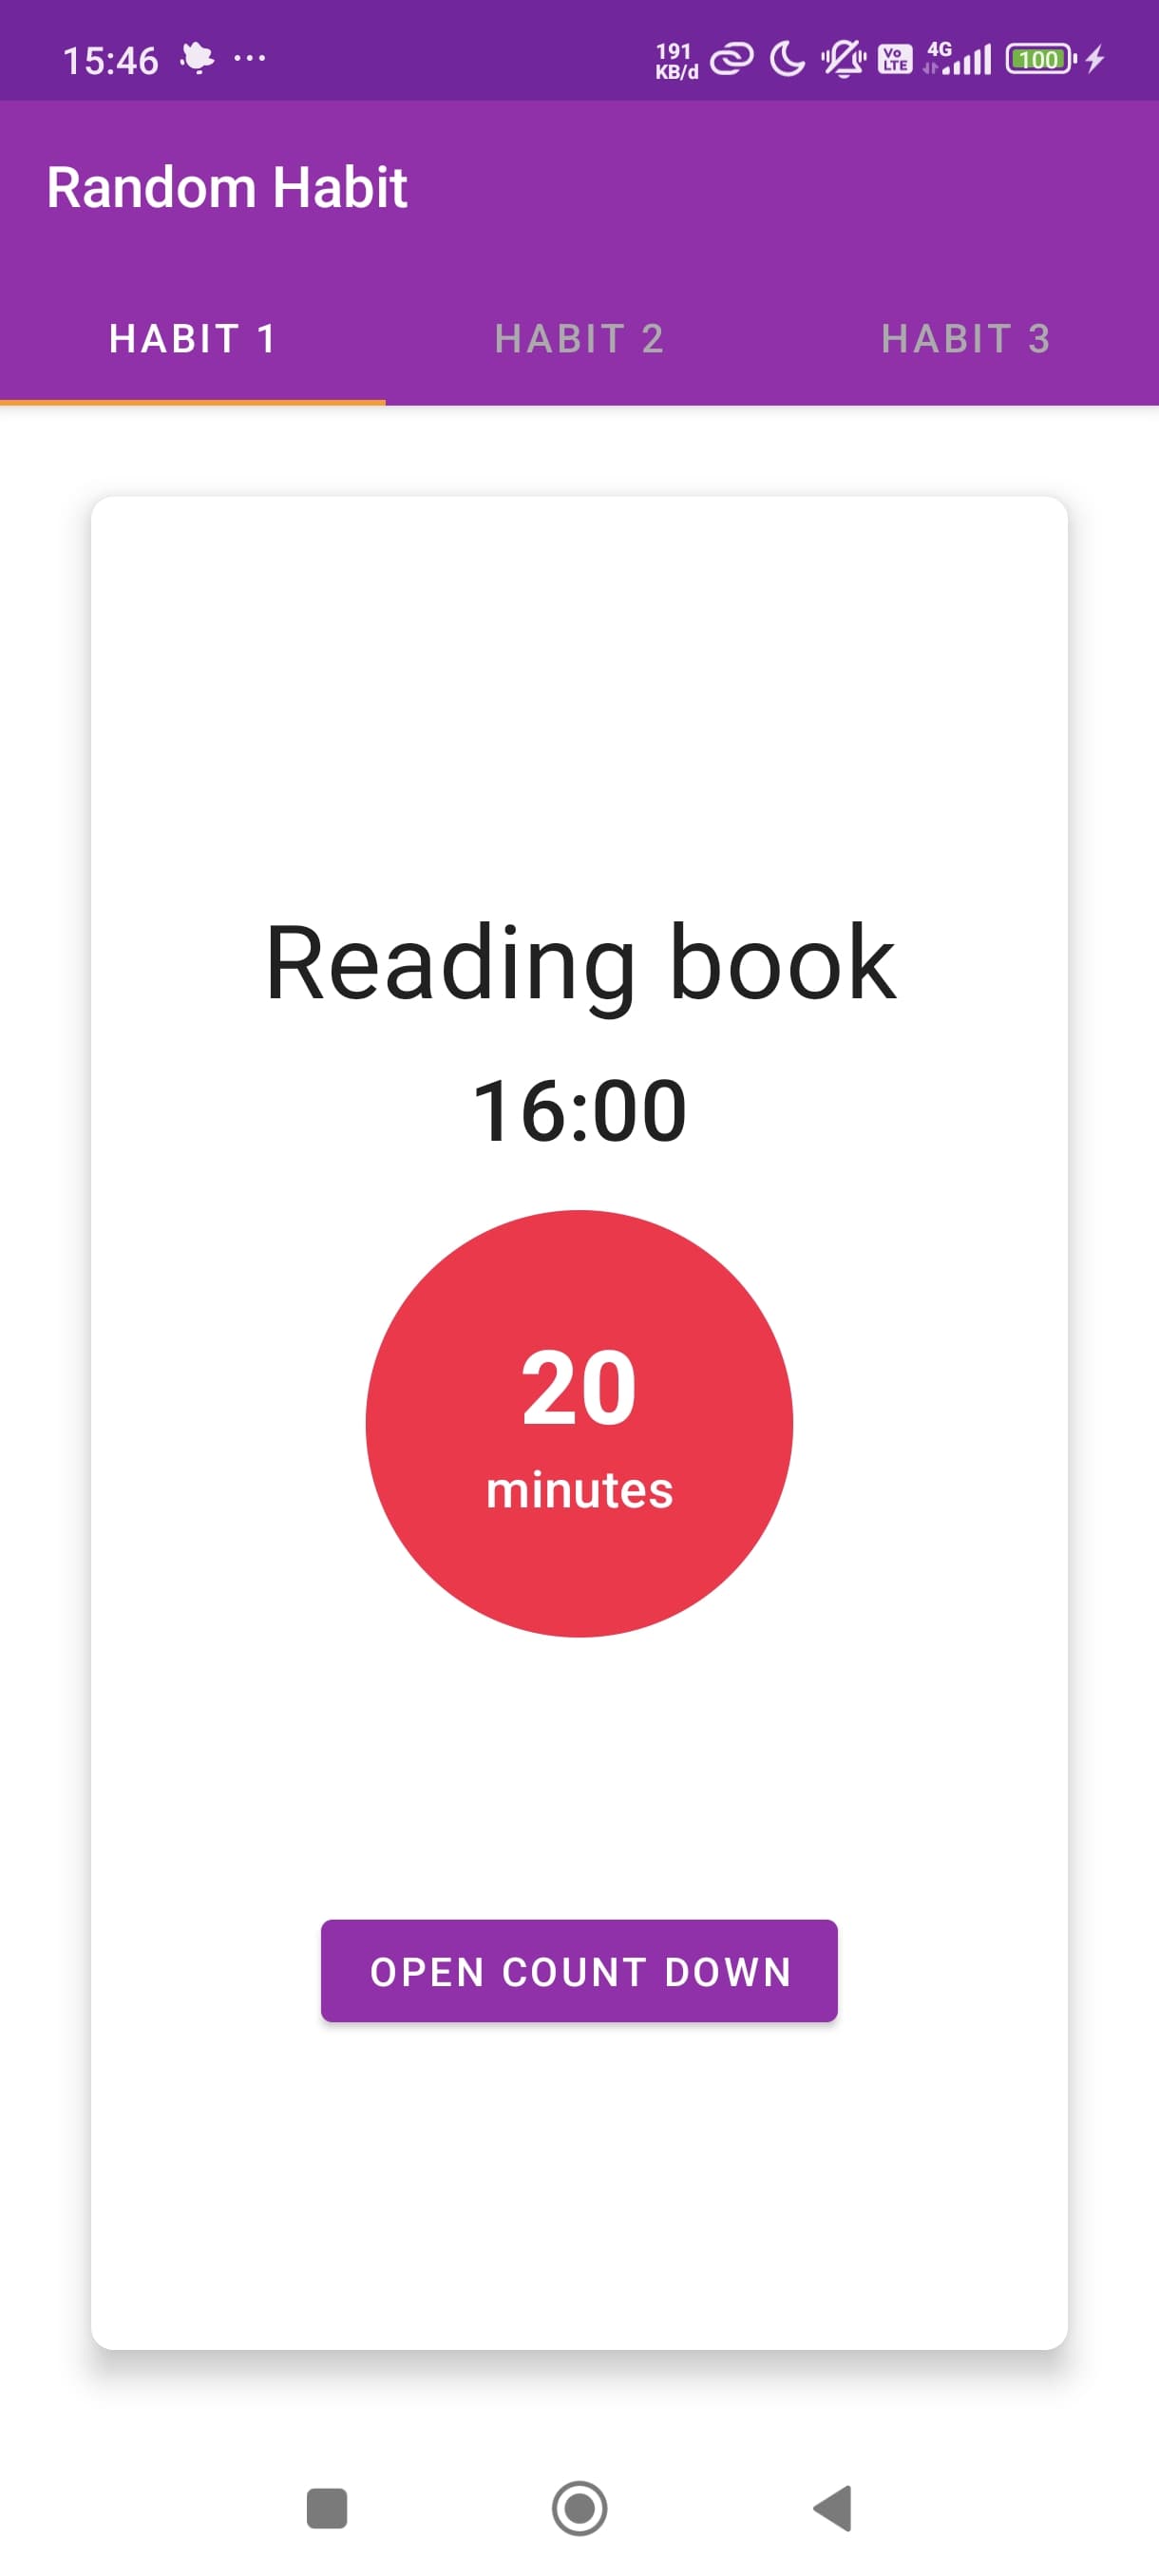 15:46 ... 191 KB/d Vo LTE 4G 100
Random Habit
HABIT 1 HABIT 2 HABIT 3
Reading book
16:00
20
minutes
OPEN COUNT DOWN